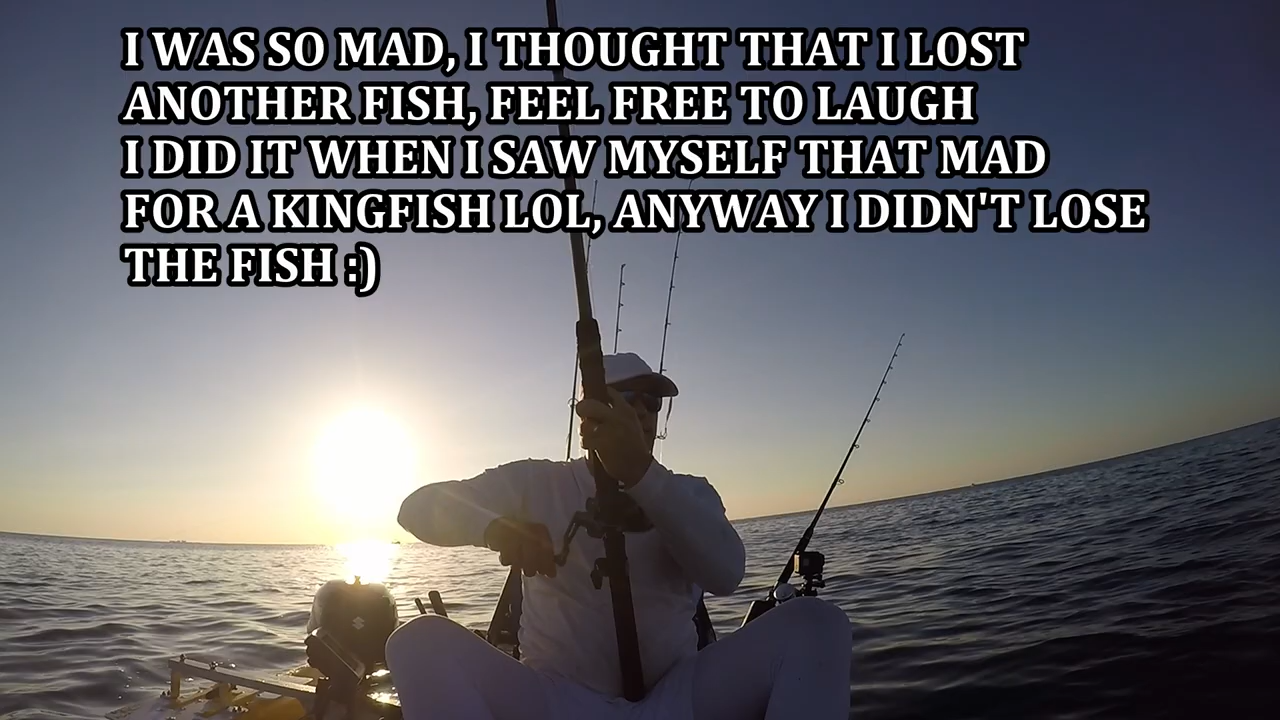 I WAS SO MAD, I THOUGHT THAT I LOST
ANOTHER FISH, FEEL FREE TO LAUGH
I DID IT WHEN I SAW MYSELF THAT MAD
FOR A KINGFISH LOL, ANYWAY I DIDN'T LOSE
THE FISH :)